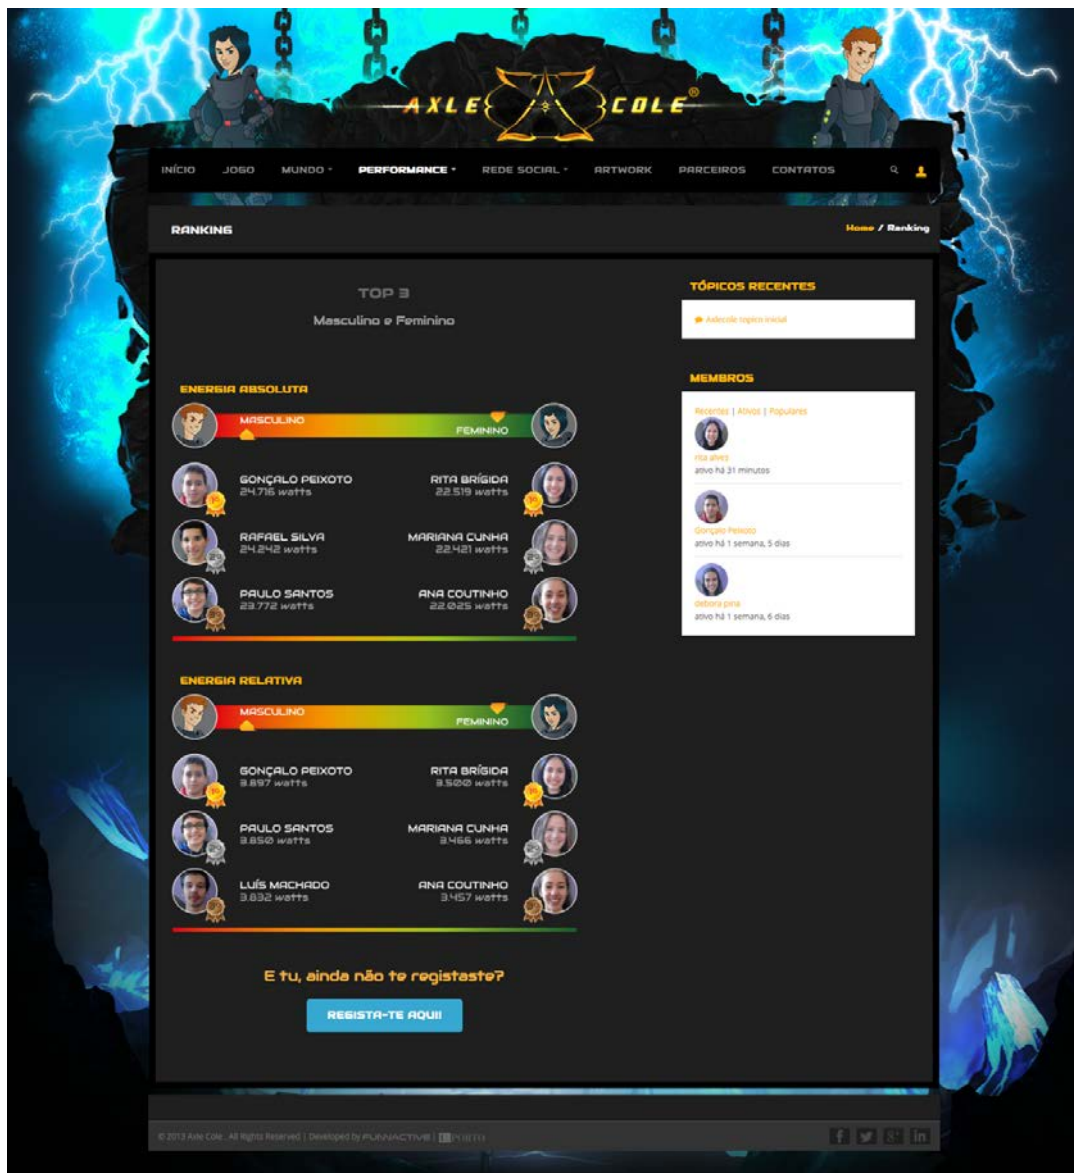 AXLE COLE®
INÍCIO JOGO MUNDO PERFORMANCE REDE SOCIAL ARTWORK PARCEIROS CONTATOS
RANKING
Home / Ranking
TOP 3
Masculino e Feminino
ENERGIA ABSOLUTA
MASCULINO
FEMININO
GONÇALO PEIXOTO RITA BRÍGIDA
24.716 watts 22.519 watts
RAFAEL SILVA MARIANA CUNHA
24.242 watts 22.421 watts
PAULO SANTOS ANA COUTINHO
23.772 watts 22.025 watts
ENERGIA RELATIVA
MASCULINO
FEMININO
GONÇALO PEIXOTO RITA BRÍGIDA
3.897 watts 3.500 watts
PAULO SANTOS MARIANA CUNHA
3.850 watts 3.466 watts
LUÍS MACHADO ANA COUTINHO
3.832 watts 3.457 watts
E tu, ainda não te registaste?
REGISTA-TE AQUI!
TÓPICOS RECENTES
Axlecole topico inicial
MEMBROS
Recentes | Ativos | Populares
rita alvez
ativo há 31 minutos
Gonçalo Peixoto
ativo há 1 semana, 5 dias
debora pina
ativo há 1 semana, 6 dias
© 2013 Axle Cole . All Rights Reserved | Developed by FUNNACTIVE |